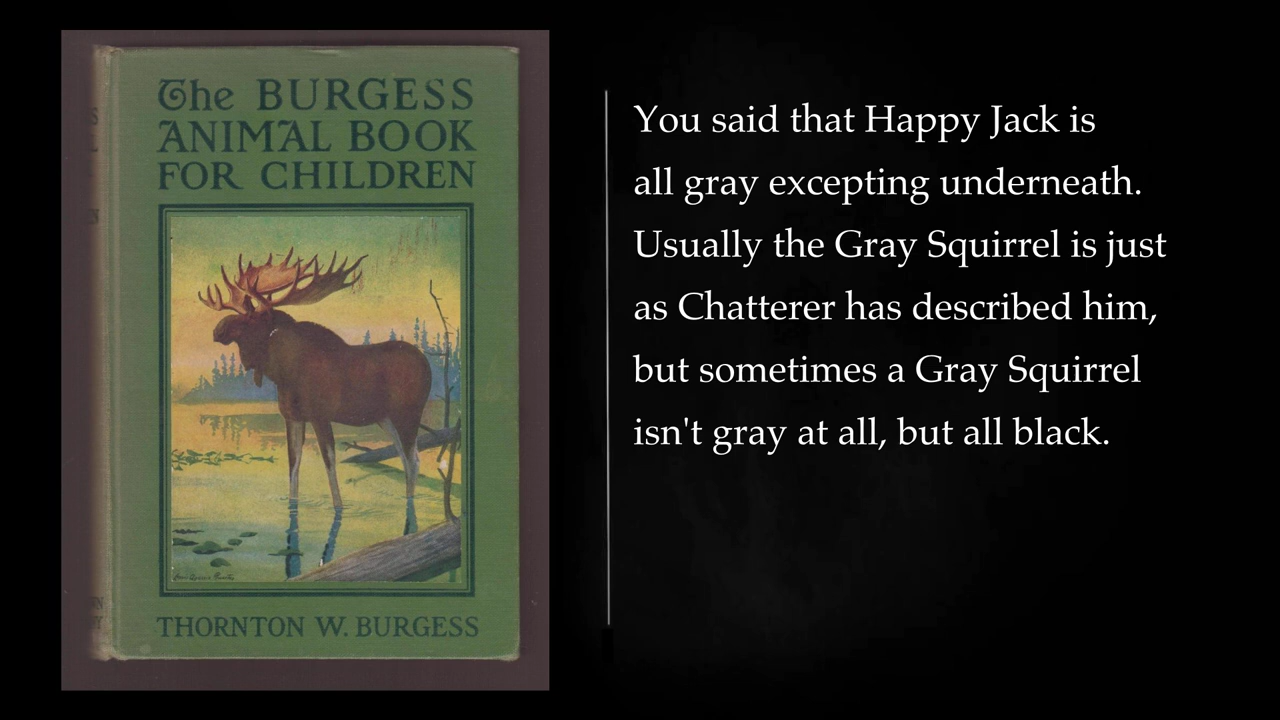 The BURGESS
ANIMAL BOOK
FOR CHILDREN
THORNTON W. BURGESS
You said that Happy Jack is
all gray excepting underneath.
Usually the Gray Squirrel is just
as Chatterer has described him,
but sometimes a Gray Squirrel
isn't gray at all, but all black.